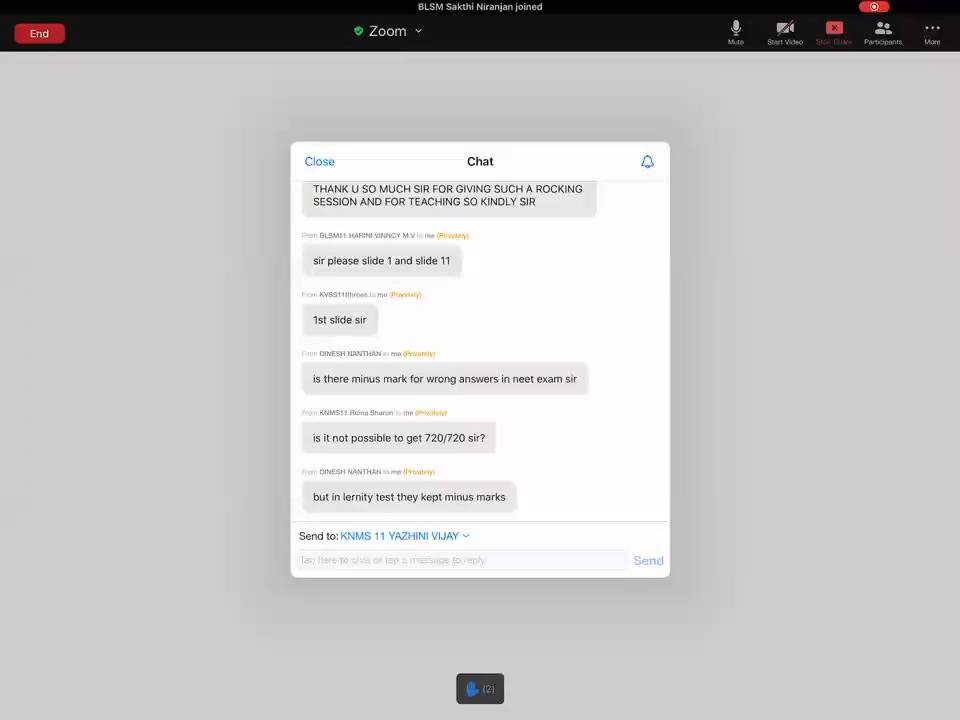 BLSM Sakthi Niranjan joined
End
Zoom
Mute
Start Video
Stop Share
Participants
More
Close
Chat
THANK U SO MUCH SIR FOR GIVING SUCH A ROCKING
SESSION AND FOR TEACHING SO KINDLY SIR
From BLSM11 HARINI VINNCY M.V to me (Privately)
sir please slide 1 and slide 11
From to me (Privately)
1st slide sir
From DINESH NANTHAN to me (Privately)
is there minus mark for wrong answers in neet exam sir
From KNMS11 Reina Sharon to me (Privately)
is it not possible to get 720/720 sir?
From DINESH NANTHAN to me (Privately)
but in lernity test they kept minus marks
Send to: KNMS 11 YAZHINI VIJAY
Tap here to chat or tap a message to reply
Send
(2)